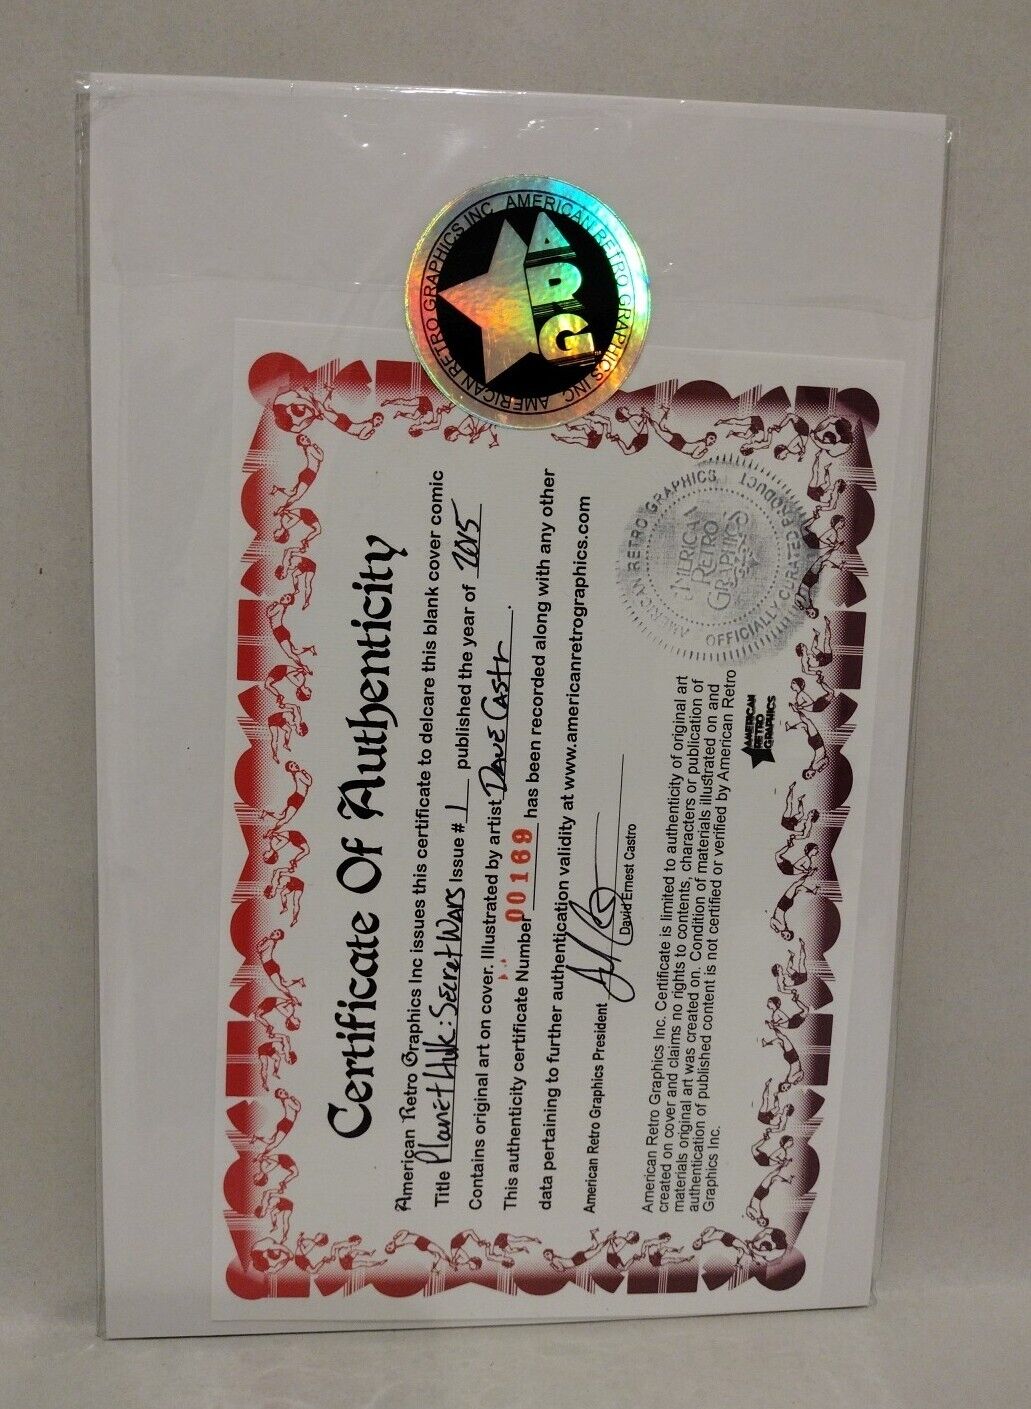 AMERICAN RETRO GRAPHICS INC. AMERICAN RETRO GRAPHICS INC.
ARG
TM
Certificate Of Authenticity
American Retro Graphics Inc issues this certificate to delcare this blank cover comic
Title Planet Hulk: Secret Wars Issue # 1 published the year of 2015
Contains original art on cover. Illustrated by artist Dave Castr.
This authenticity certificate Number 00169 has been recorded along with any other
data pertaining to further authentication validity at www.americanretrographics.com
American Retro Graphics President
David Ernest Castro
AMERICAN RETRO GRAPHICS
OFFICIALLY CURATED PRODUCT
AMERICAN
RETRO
GRAPHICS
American Retro Graphics Inc. Certificate is limited to authenticity of original art
created on cover and claims no rights to contents, characters or publication of
materials original art was created on. Condition of materials illustrated on and
authentication of published content is not certified or verified by American Retro
Graphics Inc.
AMERICAN
RETRO
GRAPHICS